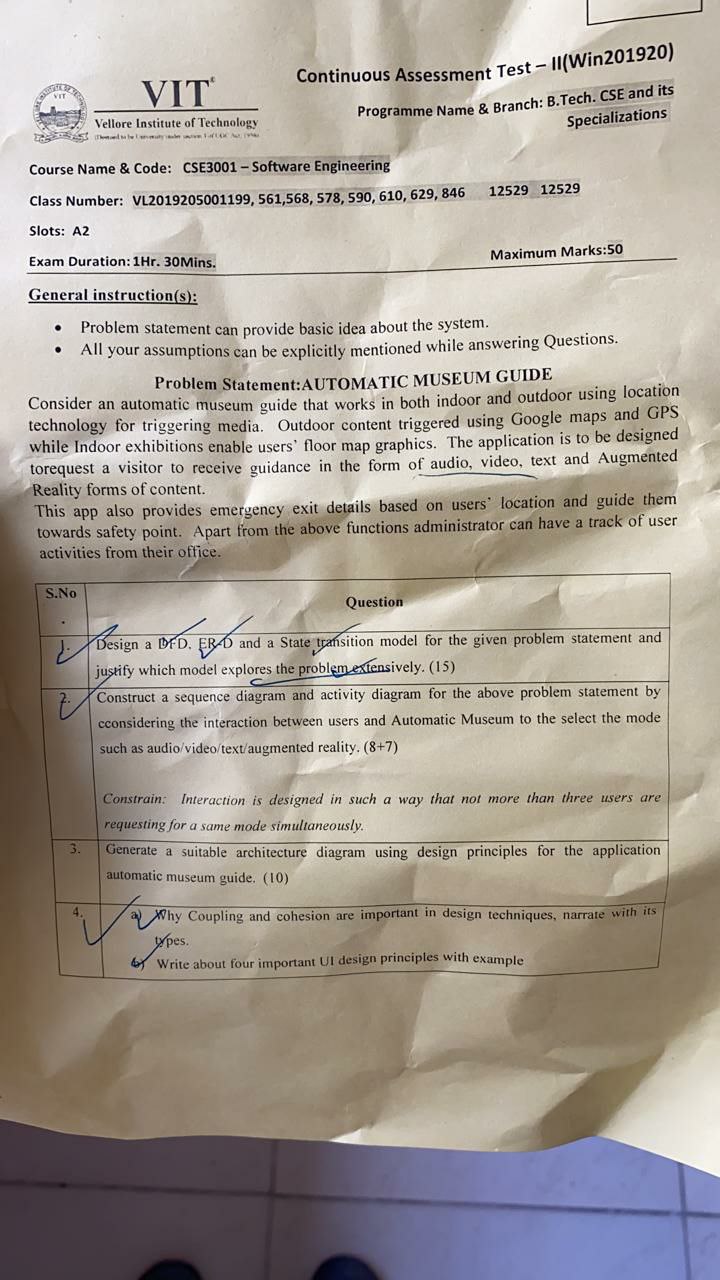 VIT
Continuous Assessment Test – II(Win201920)
Programme Name & Branch: B.Tech. CSE and its
Specializations
Vellore Institute of Technology
Course Name & Code: CSE3001 – Software Engineering
Class Number: VL2019205001199, 561,568, 578, 590, 610, 629, 846 12529 12529
Slots: A2
Exam Duration: 1Hr. 30Mins.
Maximum Marks:50
General instruction(s):
• Problem statement can provide basic idea about the system.
• All your assumptions can be explicitly mentioned while answering Questions.
Problem Statement:AUTOMATIC MUSEUM GUIDE
Consider an automatic museum guide that works in both indoor and outdoor using location
technology for triggering media. Outdoor content triggered using Google maps and GPS
while Indoor exhibitions enable users' floor map graphics. The application is to be designed
torequest a visitor to receive guidance in the form of audio, video, text and Augmented
Reality forms of content.
This app also provides emergency exit details based on users' location and guide them
towards safety point. Apart from the above functions administrator can have a track of user
activities from their office.
S.No
.
Question
1. Design a DFD, ER-D and a State transition model for the given problem statement and
justify which model explores the problem extensively. (15)
2. Construct a sequence diagram and activity diagram for the above problem statement by
cconsidering the interaction between users and Automatic Museum to the select the mode
such as audio/video/text/augmented reality. (8+7)
Constrain: Interaction is designed in such a way that not more than three users are
requesting for a same mode simultaneously.
3. Generate a suitable architecture diagram using design principles for the application
automatic museum guide. (10)
4. a) Why Coupling and cohesion are important in design techniques, narrate with its
types.
b) Write about four important UI design principles with example